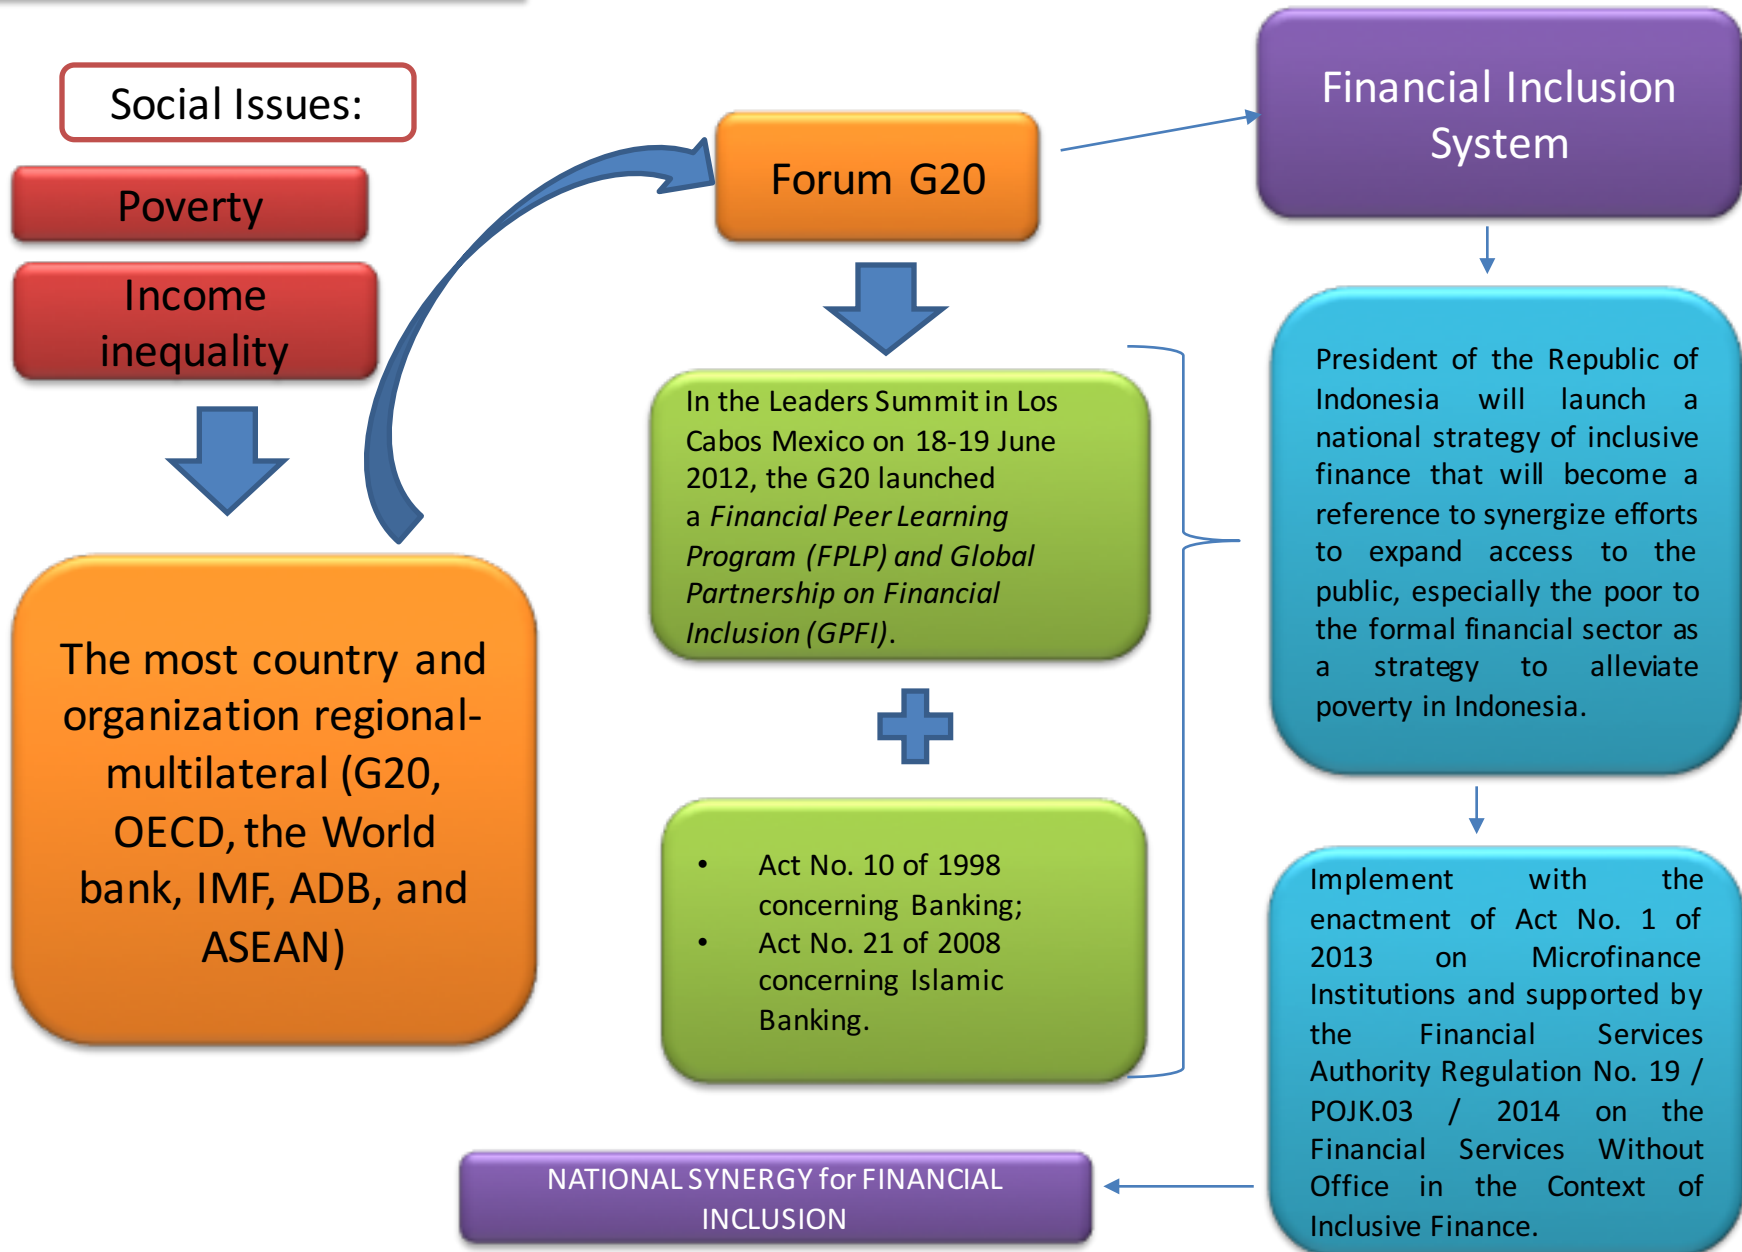 Social Issues:
Poverty
Income
inequality
The most country and
organization regional-
multilateral (G20,
OECD, the World
bank, IMF, ADB, and
ASEAN)
Forum G20
In the Leaders Summit in Los
Cabos Mexico on 18-19 June
2012, the G20 launched
a Financial Peer Learning
Program (FPLP) and Global
Partnership on Financial
Inclusion (GPFI).
• Act No. 10 of 1998
concerning Banking;
• Act No. 21 of 2008
concerning Islamic
Banking.
Financial Inclusion
System
President of the Republic of
Indonesia will launch a
national strategy of inclusive
finance that will become a
reference to synergize efforts
to expand access to the
public, especially the poor to
the formal financial sector as
a strategy to alleviate
poverty in Indonesia.
Implement with the
enactment of Act No. 1 of
2013 on Microfinance
Institutions and supported by
the Financial Services
Authority Regulation No. 19 /
POJK.03 / 2014 on the
Financial Services Without
Office in the Context of
Inclusive Finance.
NATIONAL SYNERGY for FINANCIAL
INCLUSION